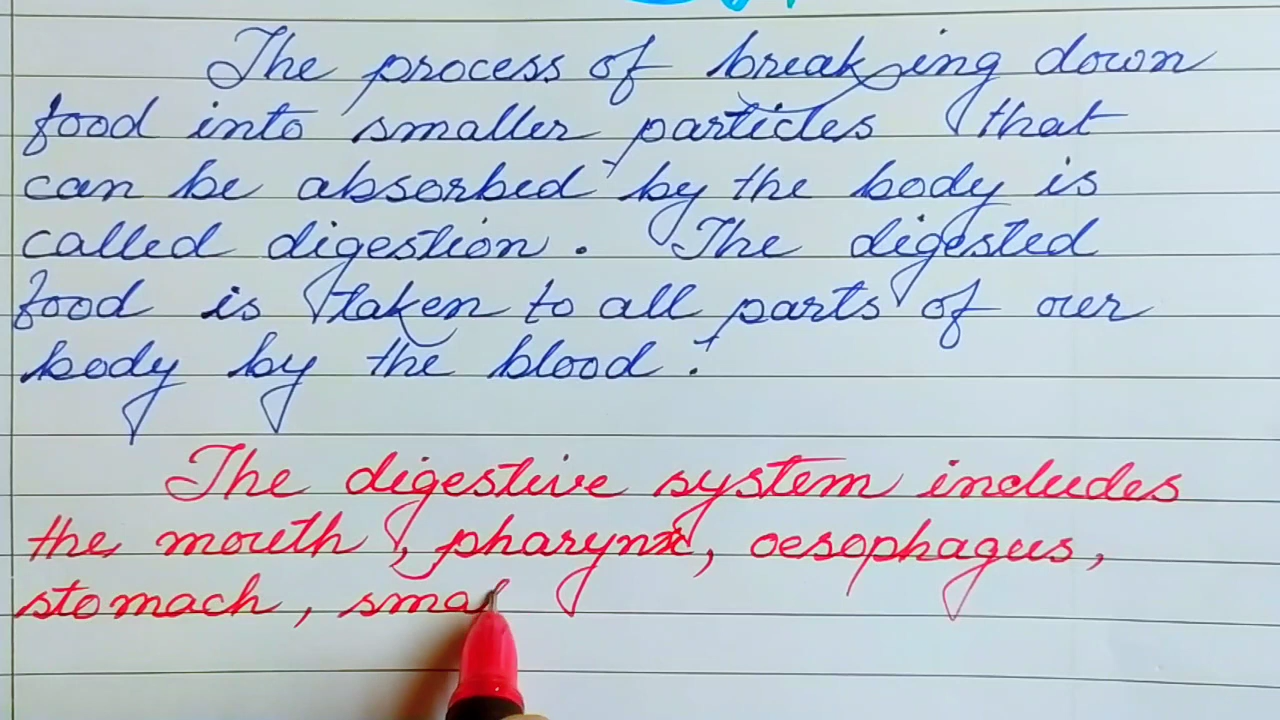 The process of breaking down
food into smaller particles that
can be absorbed by the body is
called digestion. The digested
food is taken to all parts of our
body by the blood.
The digestive system includes
the mouth, pharynx, oesophagus,
stomach, sma